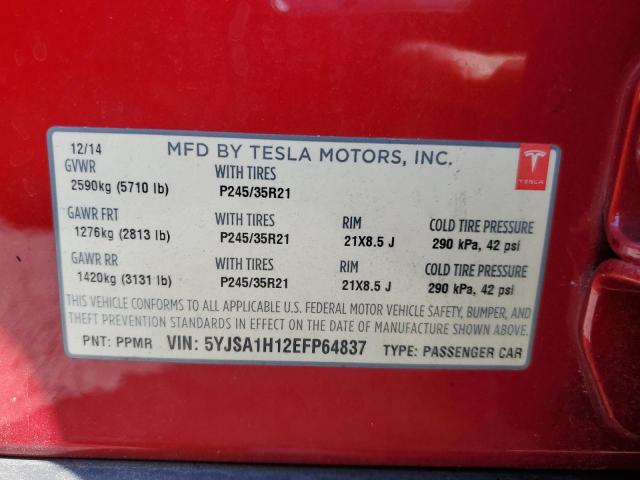 12/14 MFD BY TESLA MOTORS, INC.
GVWR WITH TIRES
2590kg (5710 lb) P245/35R21
TESLA
GAWR FRT WITH TIRES RIM COLD TIRE PRESSURE
1276kg (2813 lb) P245/35R21 21X8.5 J 290 kPa, 42 psi
GAWR RR WITH TIRES RIM COLD TIRE PRESSURE
1420kg (3131 lb) P245/35R21 21X8.5 J 290 kPa, 42 psi
THIS VEHICLE CONFORMS TO ALL APPLICABLE U.S. FEDERAL MOTOR VEHICLE SAFETY, BUMPER, AND
THEFT PREVENTION STANDARDS IN EFFECT ON THE DATE OF MANUFACTURE SHOWN ABOVE.
PNT: PPMR VIN: 5YJSA1H12EFP64837 TYPE: PASSENGER CAR